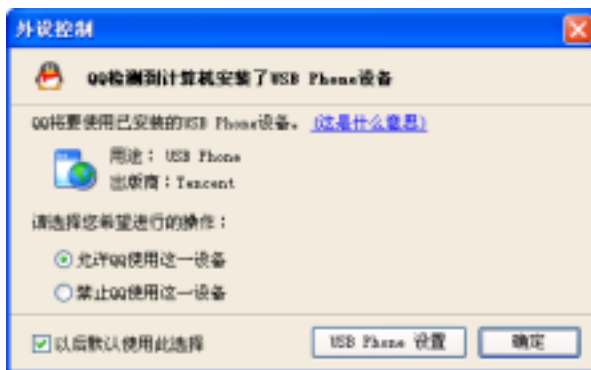 外设控制
QQ检测到计算机安装了USB Phone设备
QQ将要使用已安装的USB Phone设备。 (这是什么意思)
用途： USB Phone
出版商：Tencent
请选择您希望进行的操作：
允许QQ使用这一设备
禁止QQ使用这一设备
以后默认使用此选择
USB Phone 设置
确定